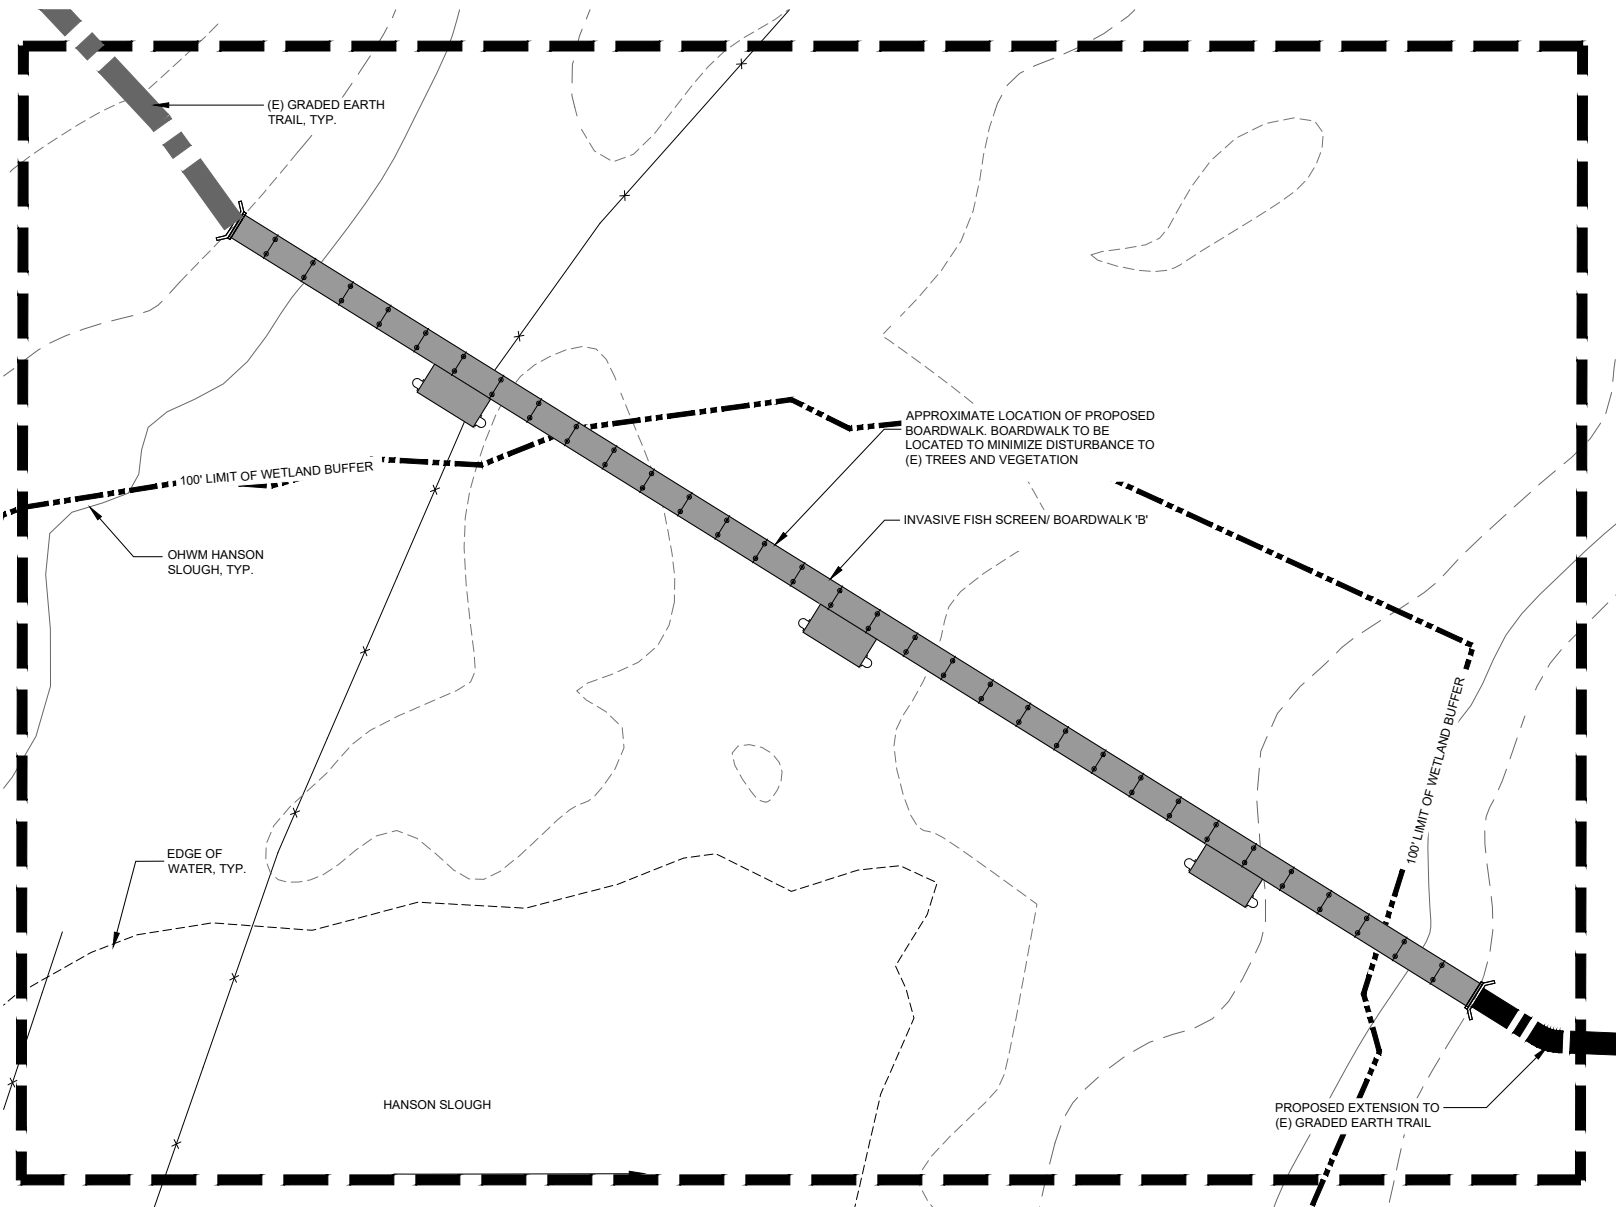 (E) GRADED EARTH
TRAIL, TYP.
APPROXIMATE LOCATION OF PROPOSED
BOARDWALK. BOARDWALK TO BE
LOCATED TO MINIMIZE DISTURBANCE TO
(E) TREES AND VEGETATION
100' LIMIT OF WETLAND BUFFER
INVASIVE FISH SCREEN/ BOARDWALK 'B'
OHWM HANSON
SLOUGH, TYP.
100' LIMIT OF WETLAND BUFFER
EDGE OF
WATER, TYP.
HANSON SLOUGH
PROPOSED EXTENSION TO
(E) GRADED EARTH TRAIL